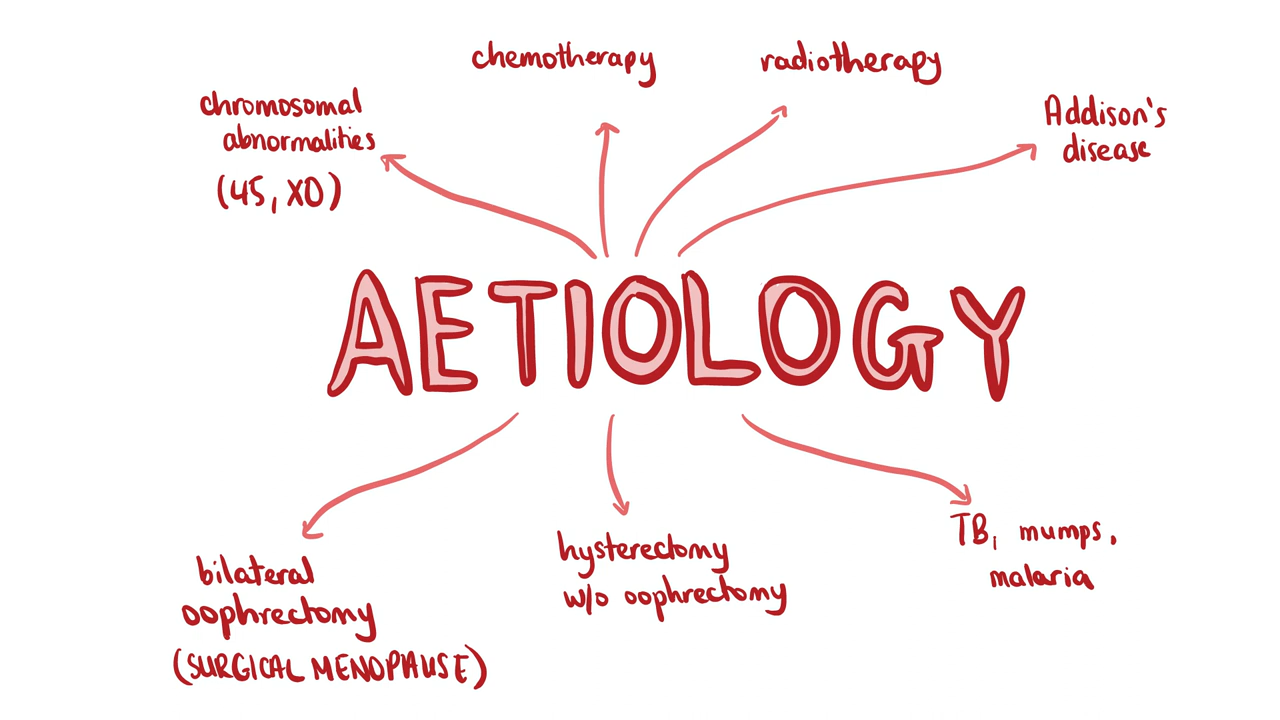 chemotherapy
radiotherapy
chromosomal
abnormalities
(45, XO)
Addison's
disease
AETIOLOGY
bilateral
oophrectomy
(SURGICAL MENOPAUSE)
hysterectomy
w/o oophrectomy
TB, mumps,
malaria